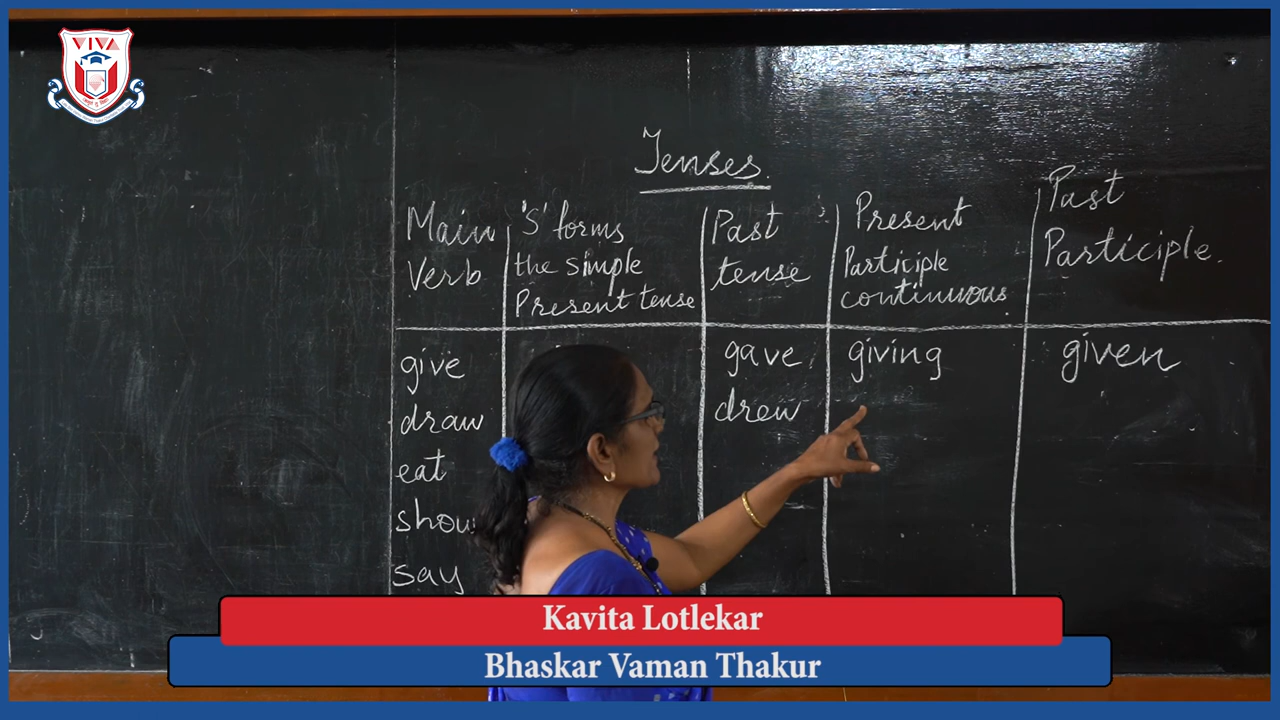 VIVA
Tenses
Main
Verb
'S' forms
the simple
Present tense
Past
tense
Present
Participle
continuous
Past
Participle.
give
gave
giving
given
draw
drew
eat
show
say
Kavita Lotlekar
Bhaskar Vaman Thakur